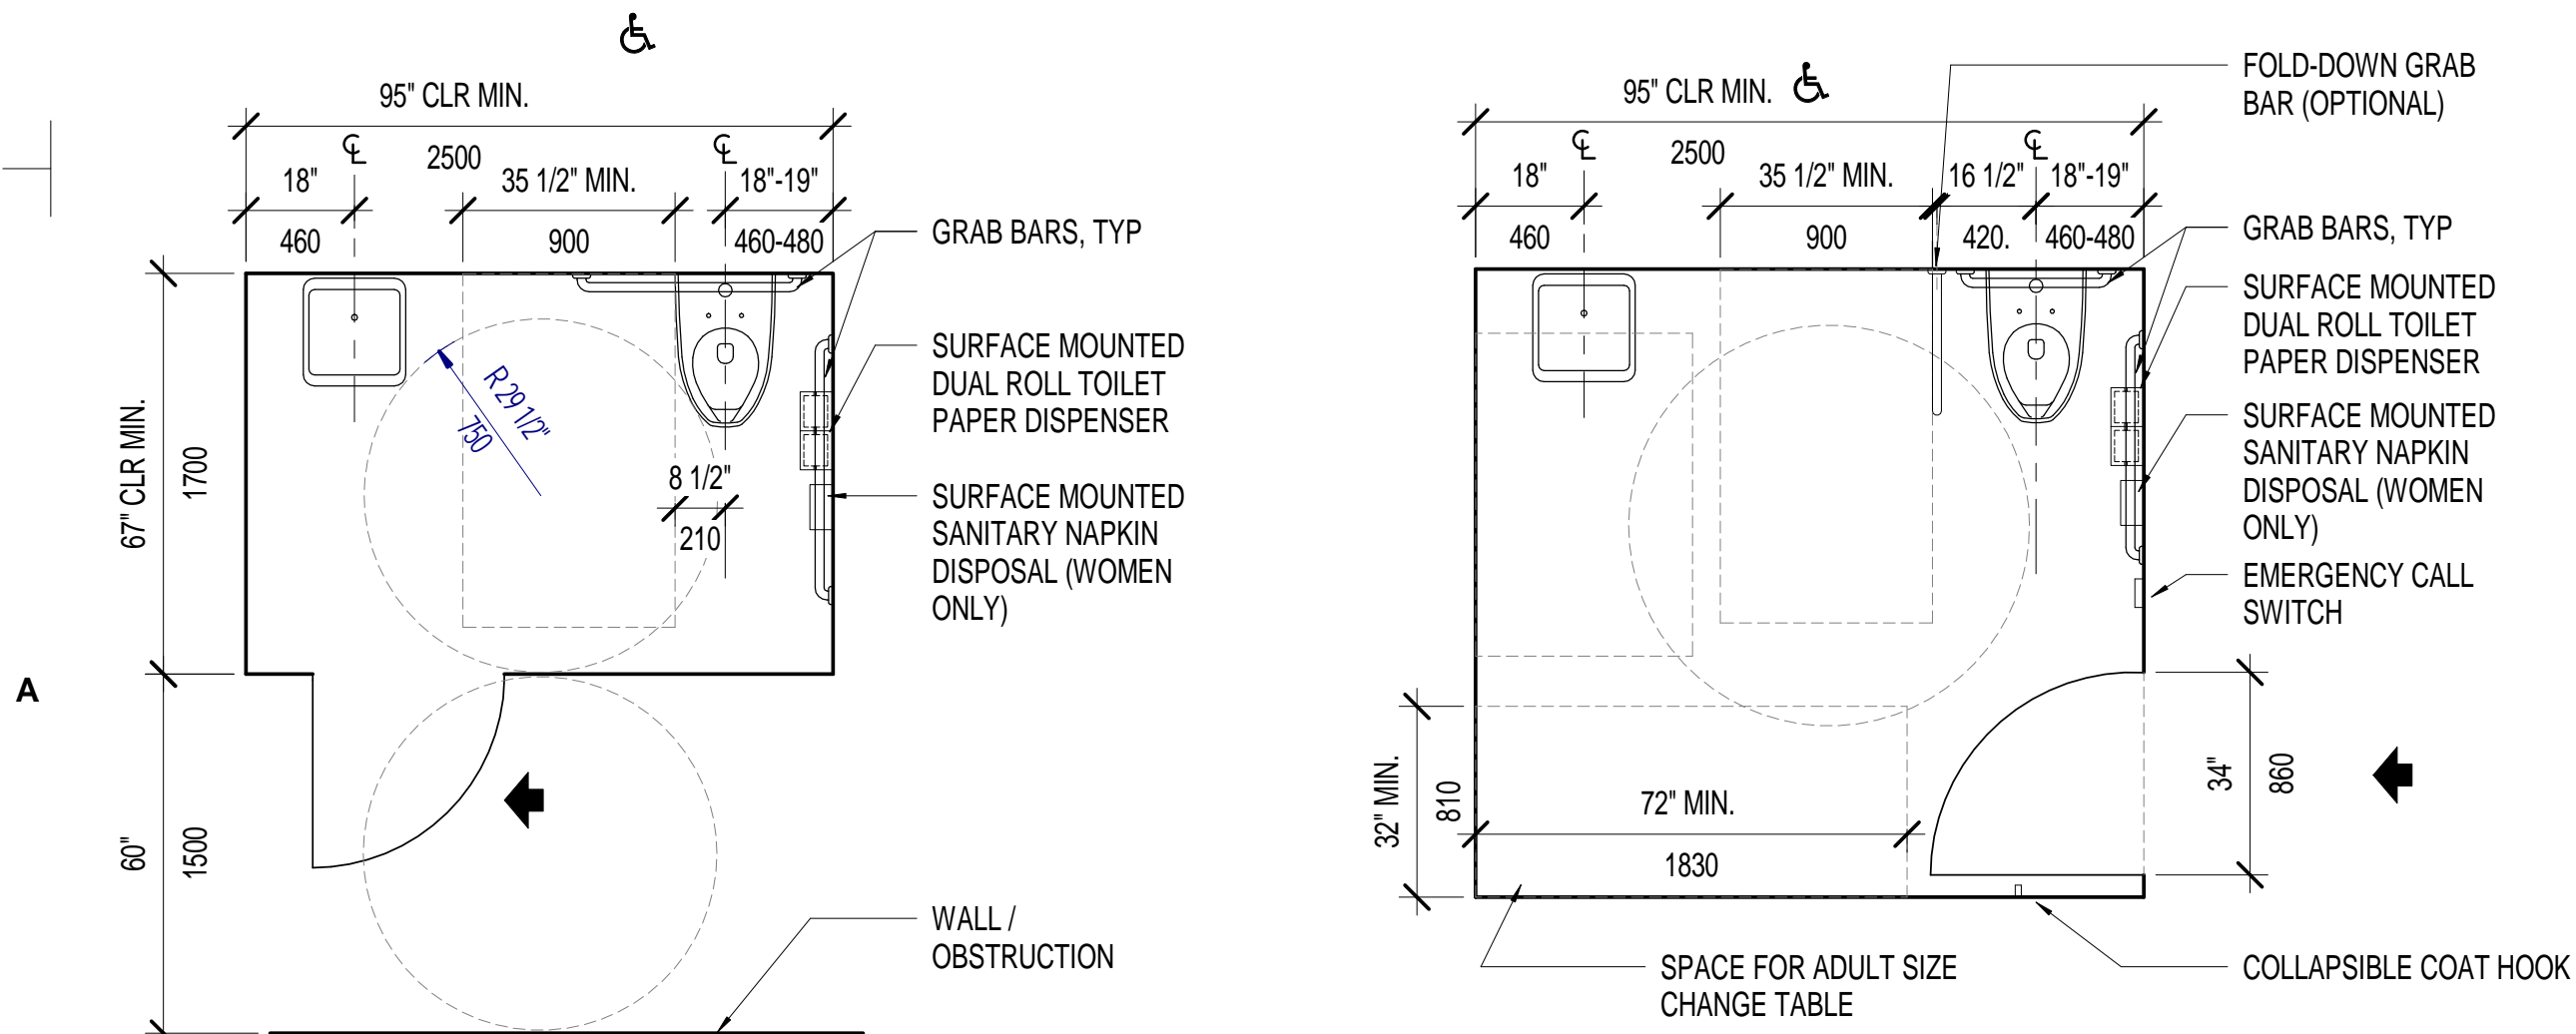 95" CLR MIN.
2500
18"
35 1/2" MIN.
18"-19"
460
900
460-480
GRAB BARS, TYP
SURFACE MOUNTED
DUAL ROLL TOILET
PAPER DISPENSER
SURFACE MOUNTED
SANITARY NAPKIN
DISPOSAL (WOMEN
ONLY)
R 29 1/2"
750
8 1/2"
210
67" CLR MIN.
1700
A
60"
1500
WALL /
OBSTRUCTION
95" CLR MIN.
2500
18"
35 1/2" MIN.
16 1/2"
18"-19"
460
900
420.
460-480
FOLD-DOWN GRAB
BAR (OPTIONAL)
GRAB BARS, TYP
SURFACE MOUNTED
DUAL ROLL TOILET
PAPER DISPENSER
SURFACE MOUNTED
SANITARY NAPKIN
DISPOSAL (WOMEN
ONLY)
EMERGENCY CALL
SWITCH
32" MIN.
810
72" MIN.
1830
34"
860
SPACE FOR ADULT SIZE
CHANGE TABLE
COLLAPSIBLE COAT HOOK